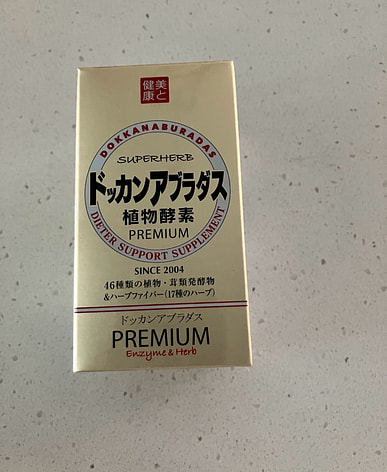 美と
健康
DOKKANABURADAS
SUPERHERB
ドッカンアブラダス
植物酵素
PREMIUM
DIETER SUPPORT SUPPLEMENT
SINCE 2004
46種類の植物・茸類発酵物
&ハーブファイバー(17種のハーブ)
ドッカンアブラダス
PREMIUM
Enzyme & Herb